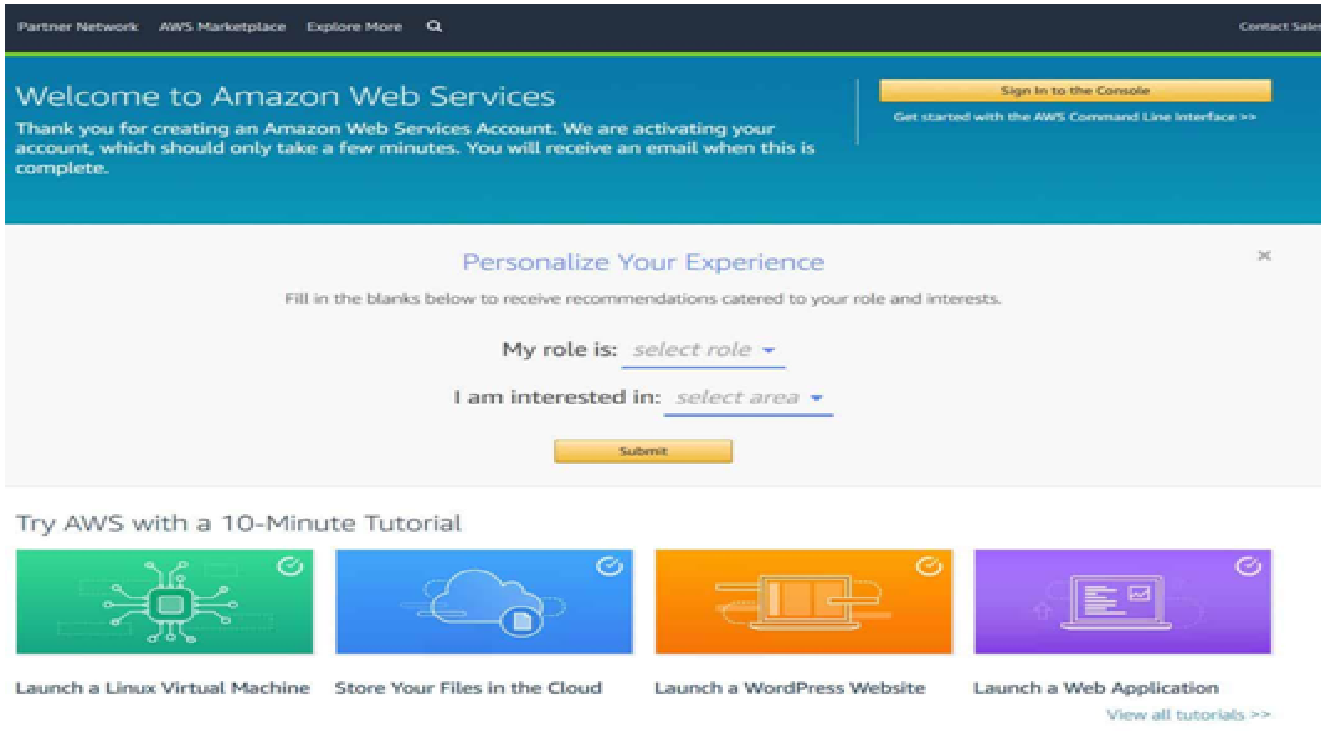 Partner Network AWS Marketplace Explore More Contact Sales
Welcome to Amazon Web Services
Thank you for creating an Amazon Web Services Account. We are activating your
account, which should only take a few minutes. You will receive an email when this is
complete.
Sign In to the Console
Get started with the AWS Command Line Interface >>
Personalize Your Experience
Fill in the blanks below to receive recommendations catered to your role and interests.
My role is: select role
I am interested in: select area
Submit
Try AWS with a 10-Minute Tutorial
Launch a Linux Virtual Machine
Store Your Files in the Cloud
Launch a WordPress Website
Launch a Web Application
View all tutorials >>